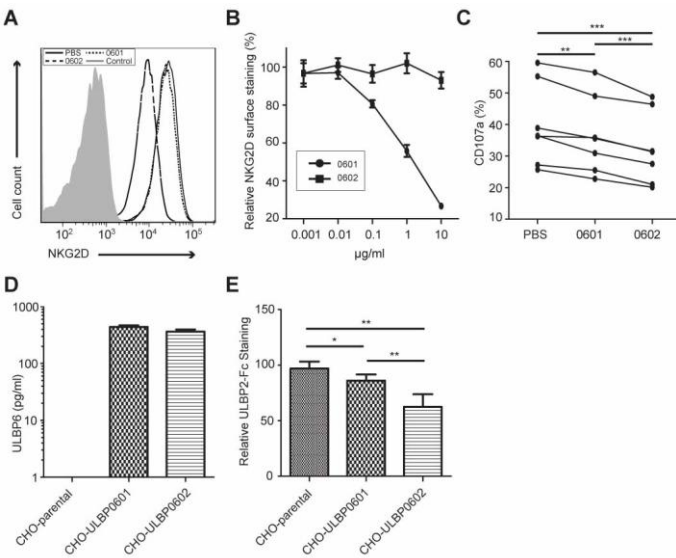 A
PBS
0601
0602
Control
Cell count
10²
10³
10⁴
10⁵
NKG2D
B
Relative NKG2D surface staining (%)
100
80
60
40
20
0601
0602
0.001
0.01
0.1
1
10
µg/ml
C
***
**
***
CD107a (%)
60
50
40
30
20
10
0
PBS
0601
0602
D
ULBP6 (pg/ml)
1000
100
10
1
CHO-parental
CHO-ULBP0601
CHO-ULBP0602
E
Relative ULBP2-Fc Staining
150
100
50
0
**
*
**
CHO-parental
CHO-ULBP0601
CHO-ULBP0602